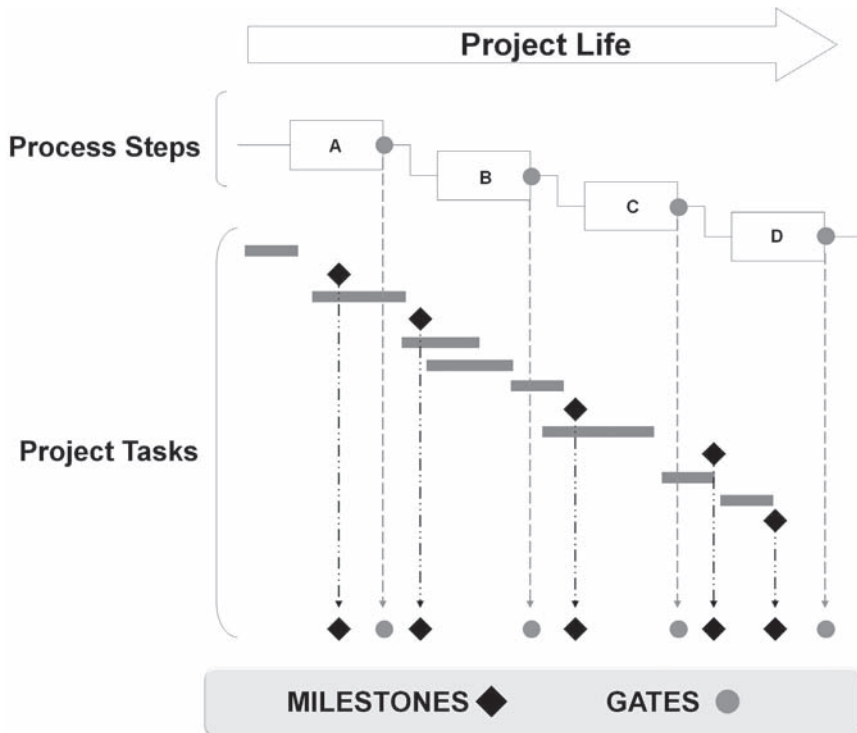 Project Life
Process Steps
A
B
C
D
Project Tasks
MILESTONES
GATES